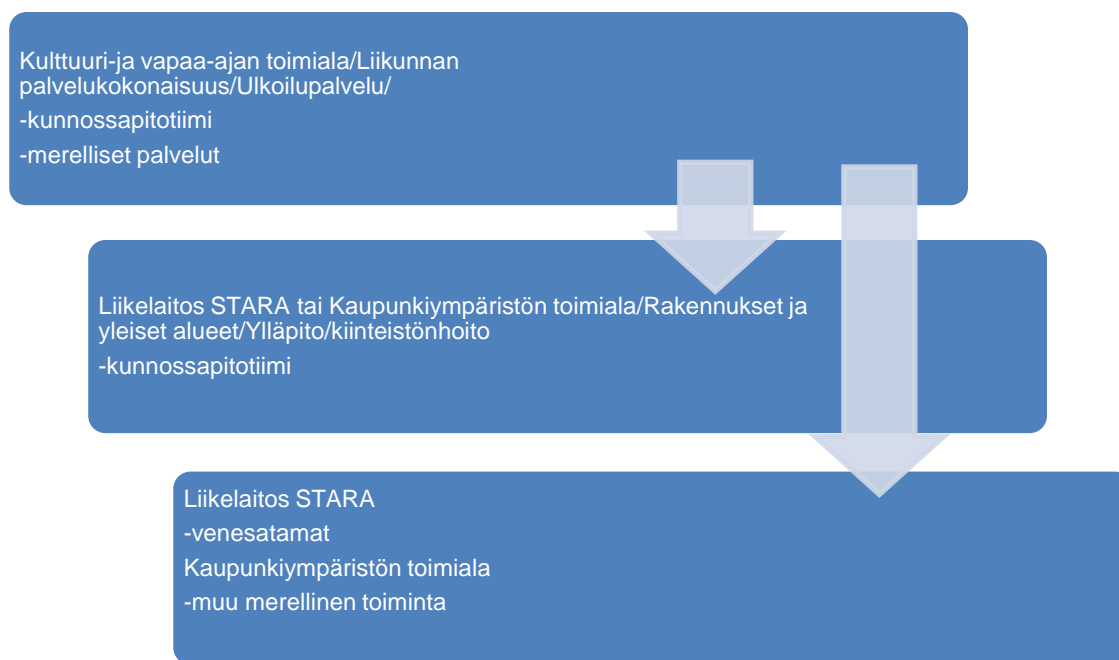 Kulttuuri-ja vapaa-ajan toimiala/Liikunnan
palvelukokonaisuus/Ulkoilupalvelu/
-kunnossapitotiimi
-merelliset palvelut
Liikelaitos STARA tai Kaupunkiympäristön toimiala/Rakennukset ja
yleiset alueet/Ylläpito/kiinteistönhoito
-kunnossapitotiimi
Liikelaitos STARA
-venesatamat
Kaupunkiympäristön toimiala
-muu merellinen toiminta